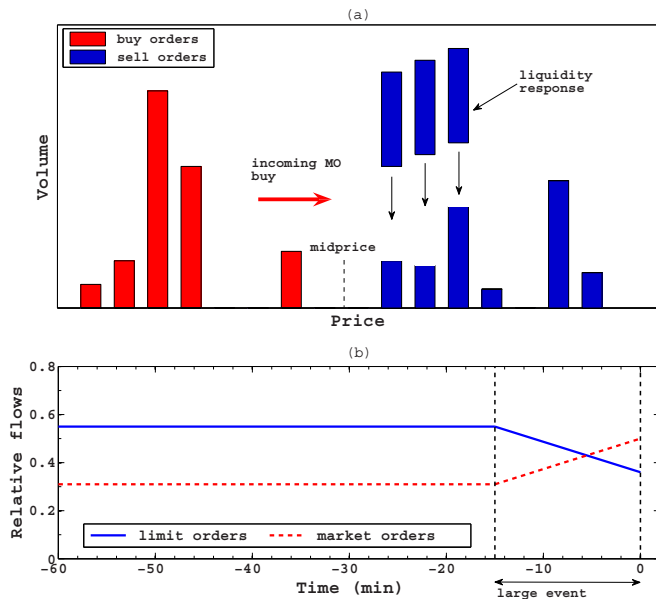 (a)
buy orders
sell orders
liquidity
response
incoming MO
buy
midprice
Volume
Price
(b)
0.8
0.6
0.4
0.2
0
Relative flows
limit orders
market orders
-60
-50
-40
-30
-20
-10
0
Time (min)
large event